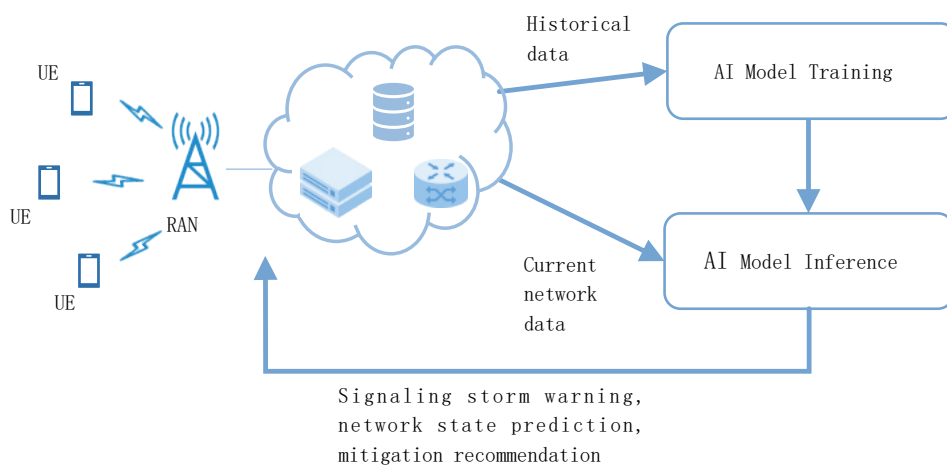 Historical
data
AI Model Training
UE
UE
UE
RAN
AI Model Inference
Current
network
data
Signaling storm warning,
network state prediction,
mitigation recommendation